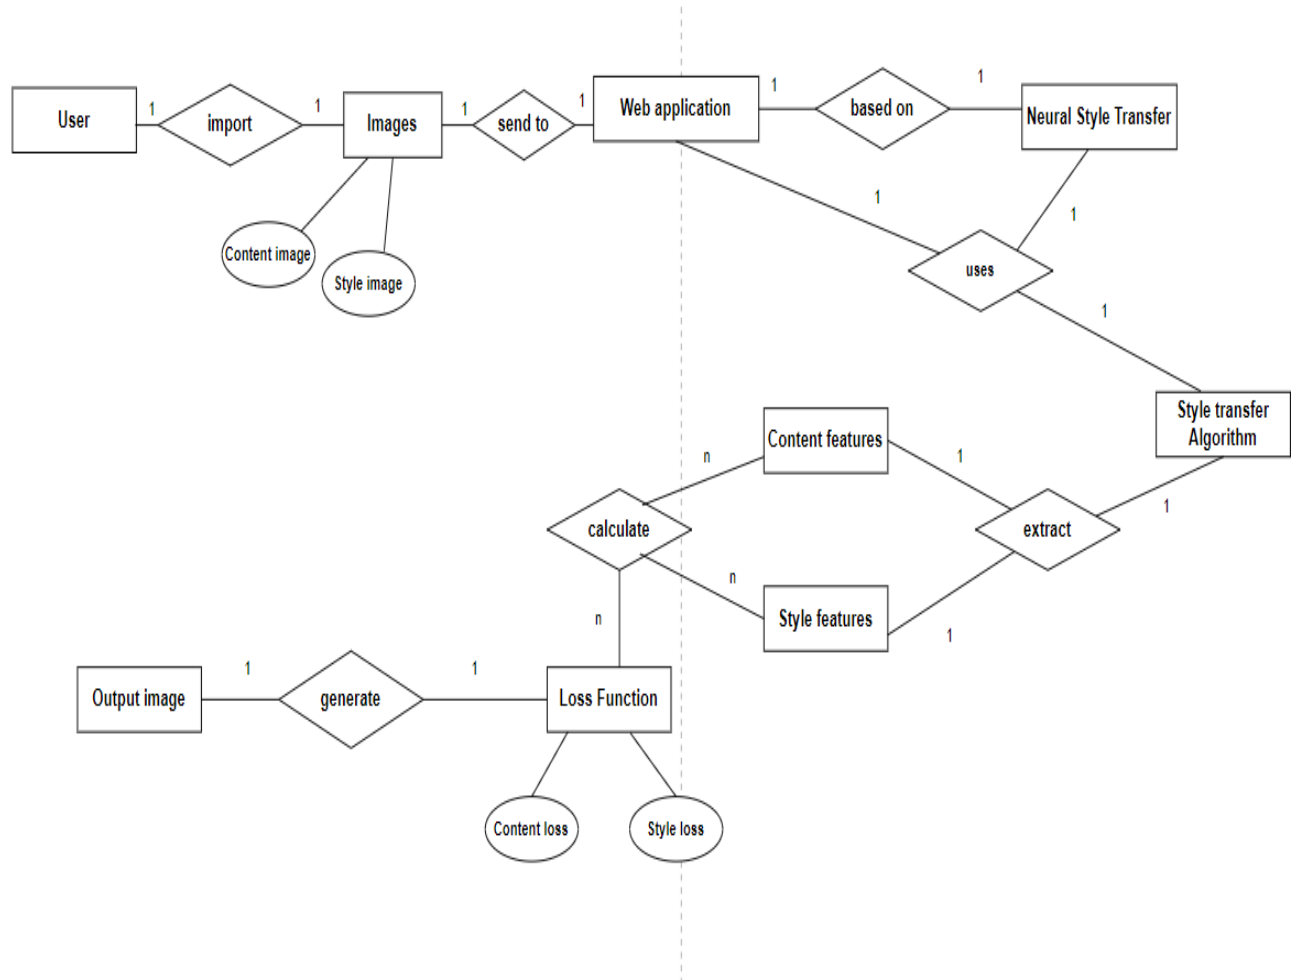 User
1
import
1
Images
1
send to
1
Web application
1
based on
1
Neural Style Transfer
Content image
Style image
1
1
uses
1
Style transfer
Algorithm
Content features
n
1
calculate
extract
1
n
Style features
n
1
Output image
1
generate
1
Loss Function
Content loss
Style loss